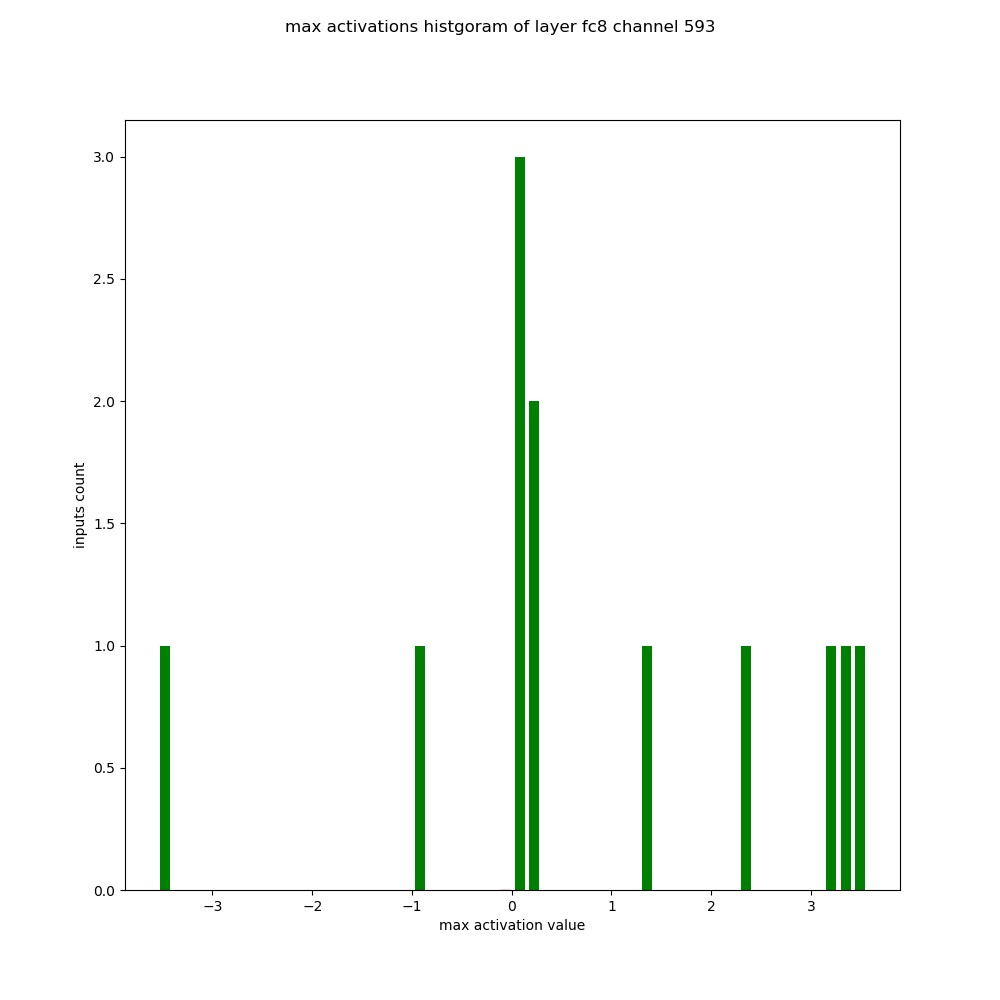 max activations histgoram of layer fc8 channel 593
3.0
2.5
2.0
1.5
1.0
0.5
0.0
inputs count
−3 −2 −1 0 1 2 3
max activation value